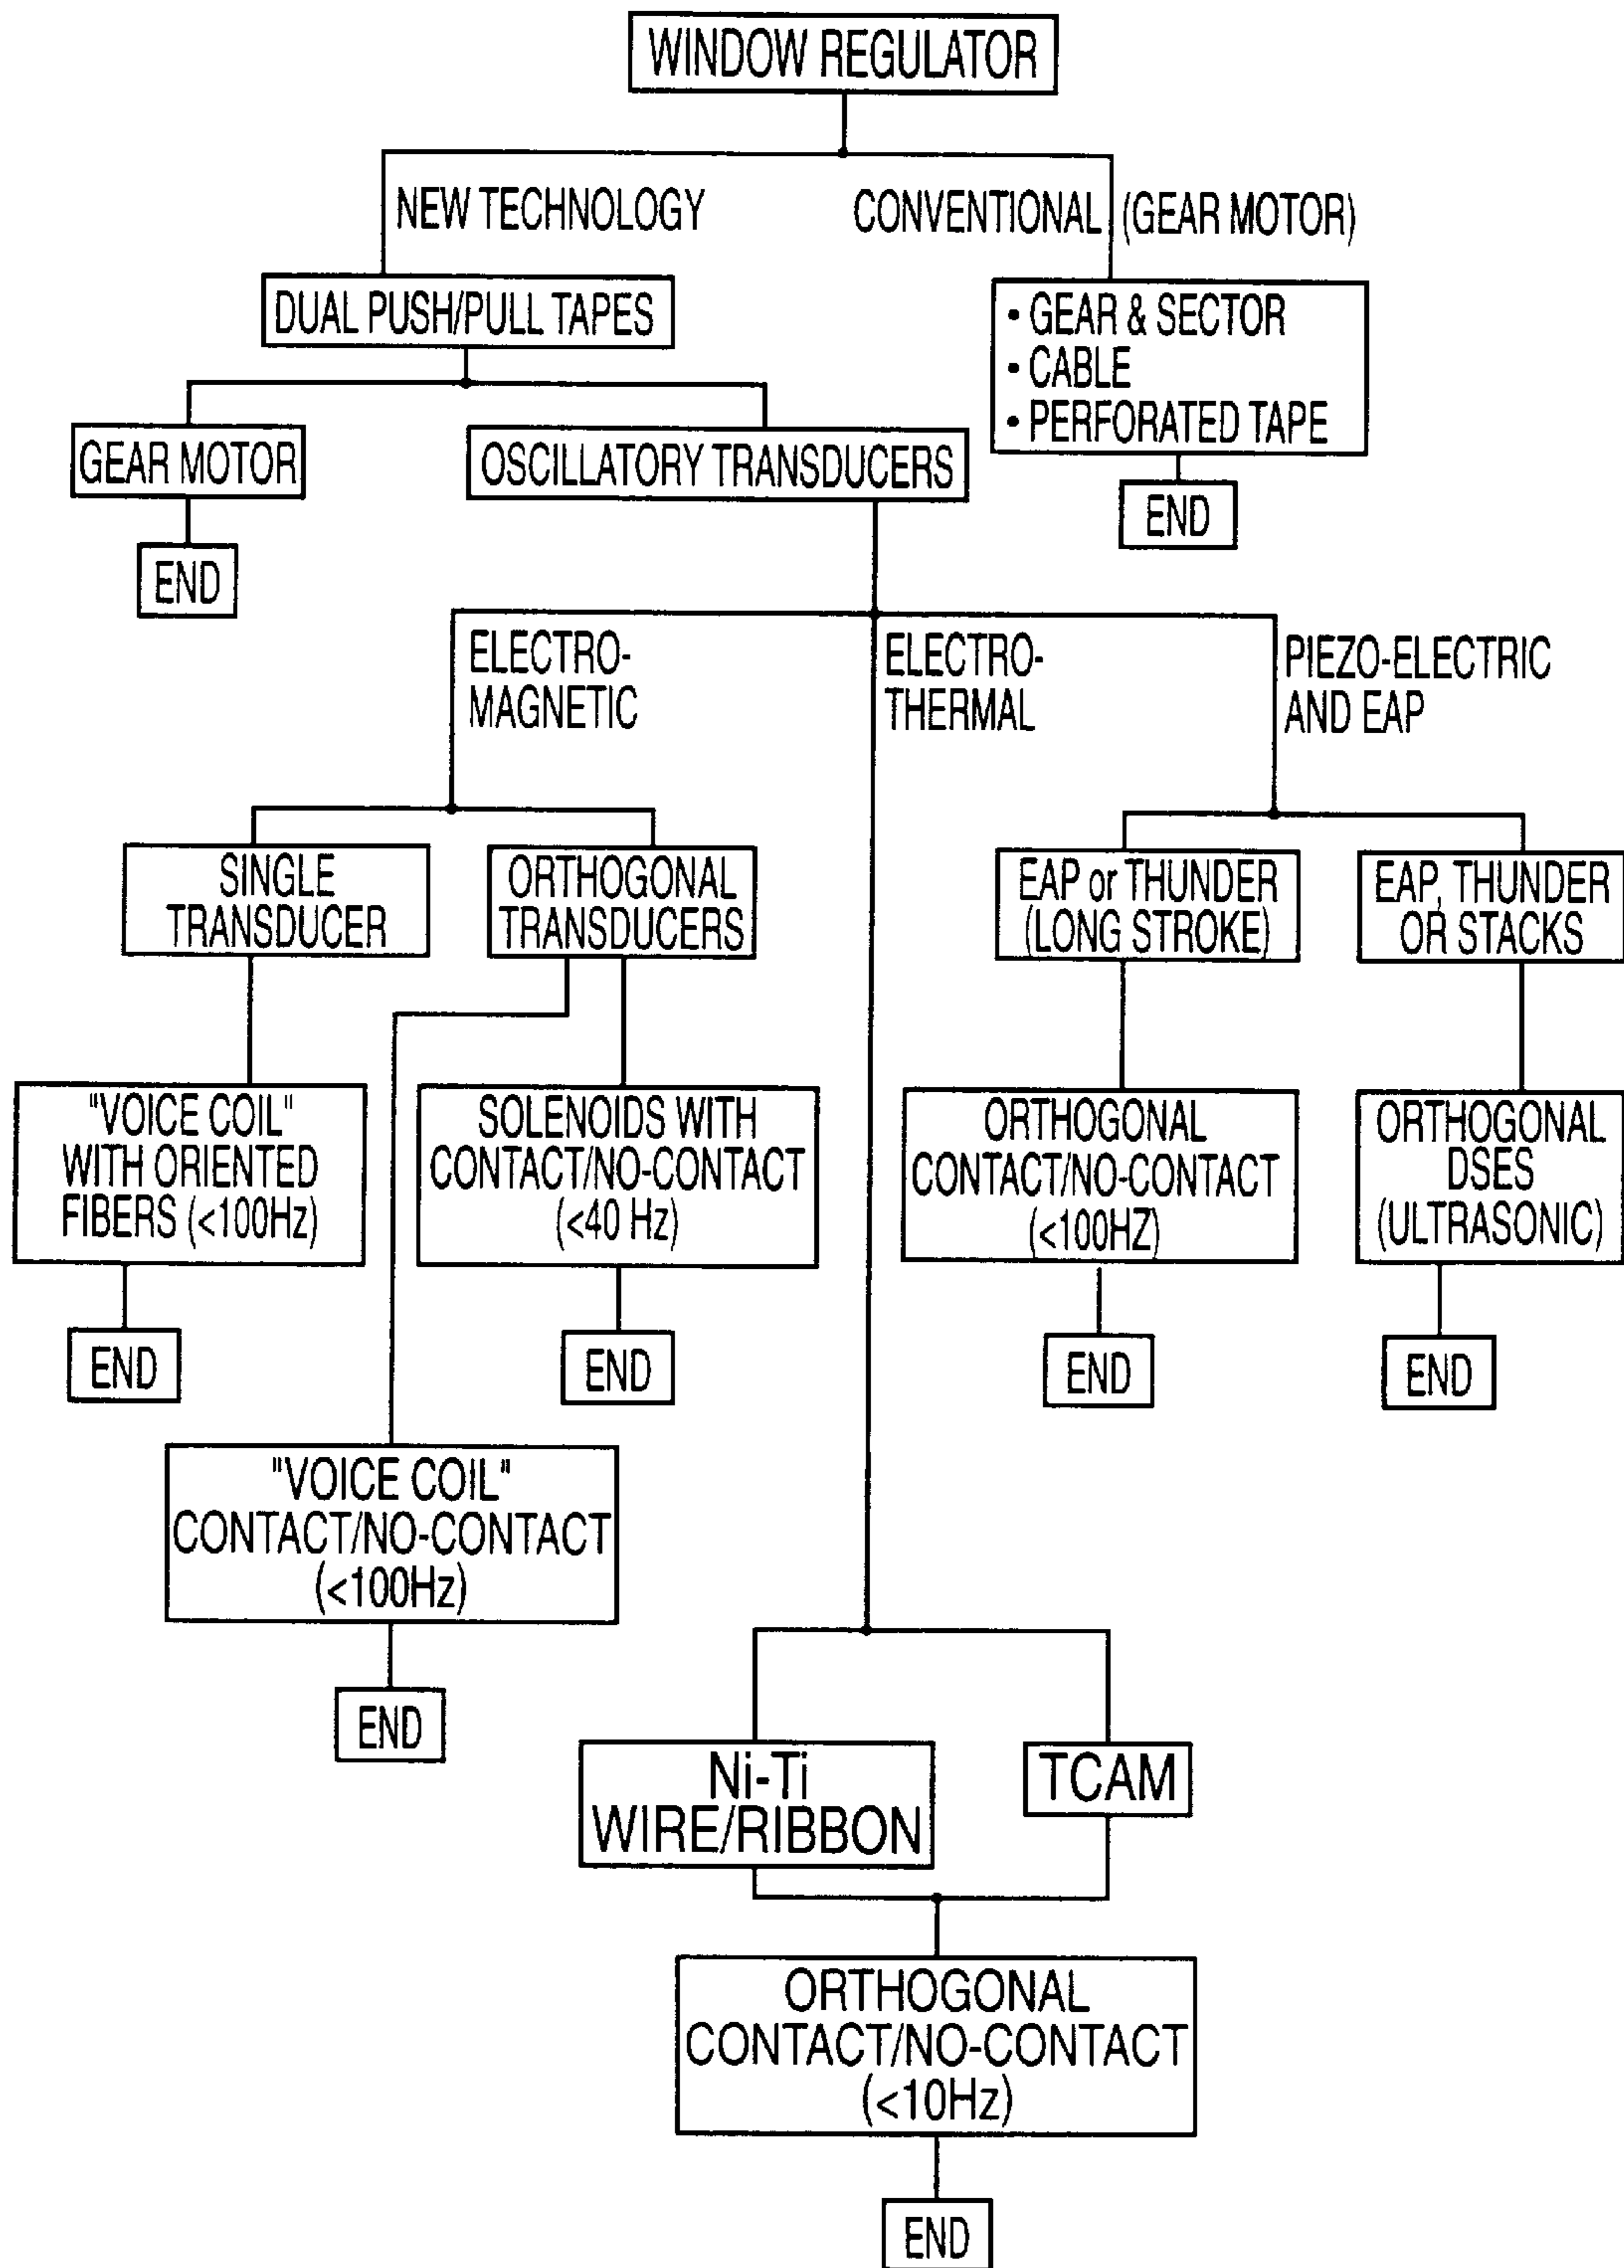 WINDOW REGULATOR
NEW TECHNOLOGY
CONVENTIONAL (GEAR MOTOR)
DUAL PUSH/PULL TAPES
• GEAR & SECTOR
• CABLE
• PERFORATED TAPE
GEAR MOTOR
OSCILLATORY TRANSDUCERS
END
END
ELECTRO-
MAGNETIC
ELECTRO-
THERMAL
PIEZO-ELECTRIC
AND EAP
SINGLE
TRANSDUCER
ORTHOGONAL
TRANSDUCERS
EAP or THUNDER
(LONG STROKE)
EAP, THUNDER
OR STACKS
"VOICE COIL"
WITH ORIENTED
FIBERS (<100Hz)
SOLENOIDS WITH
CONTACT/NO-CONTACT
(<40 Hz)
ORTHOGONAL
CONTACT/NO-CONTACT
(<100HZ)
ORTHOGONAL
DSES
(ULTRASONIC)
END
END
END
END
"VOICE COIL"
CONTACT/NO-CONTACT
(<100Hz)
END
Ni-Ti
WIRE/RIBBON
TCAM
ORTHOGONAL
CONTACT/NO-CONTACT
(<10Hz)
END